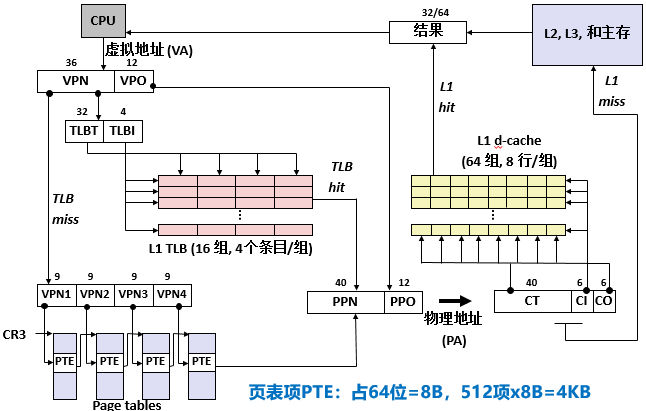 CPU
32/64
结果
L2, L3, 和主存
虚拟地址 (VA)
36
12
VPN
VPO
L1
hit
L1
miss
32
4
TLBT
TLBI
L1 d-cache
(64 组, 8 行/组)
TLB
hit
TLB
miss
...
...
L1 TLB (16 组, 4个条目/组)
9
9
9
9
40
12
40
6
6
VPN1
VPN2
VPN3
VPN4
PPN
PPO
CT
CI
CO
物理地址
(PA)
CR3
PTE
PTE
PTE
PTE
Page tables
页表项PTE：占64位=8B，512项x8B=4KB